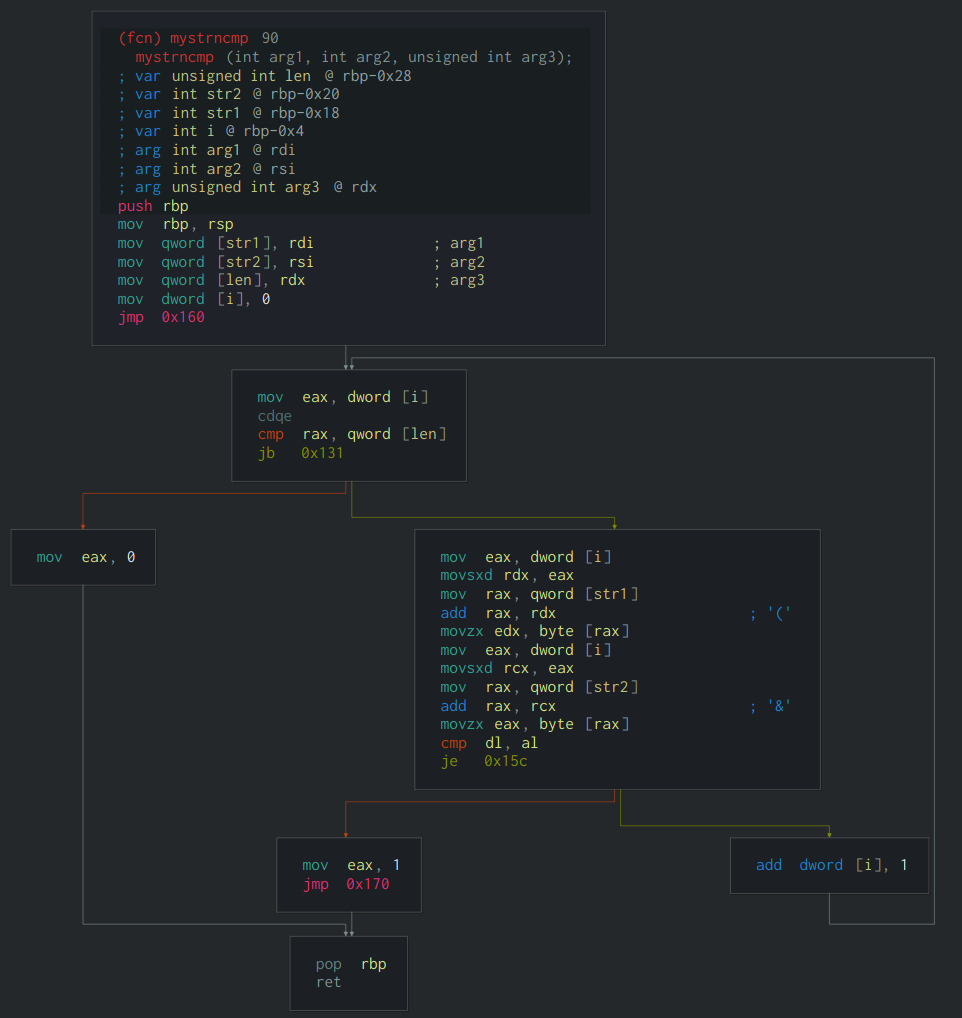 (fcn) mystrncmp 90
mystrncmp (int arg1, int arg2, unsigned int arg3);
; var unsigned int len @ rbp-0x28
; var int str2 @ rbp-0x20
; var int str1 @ rbp-0x18
; var int i @ rbp-0x4
; arg int arg1 @ rdi
; arg int arg2 @ rsi
; arg unsigned int arg3 @ rdx
push rbp
mov rbp, rsp
mov qword [str1], rdi ; arg1
mov qword [str2], rsi ; arg2
mov qword [len], rdx ; arg3
mov dword [i], 0
jmp 0x160
mov eax, dword [i]
cdqe
cmp rax, qword [len]
jb 0x131
mov eax, 0
mov eax, dword [i]
movsxd rdx, eax
mov rax, qword [str1]
add rax, rdx ; '('
movzx edx, byte [rax]
mov eax, dword [i]
movsxd rcx, eax
mov rax, qword [str2]
add rax, rcx ; '&'
movzx eax, byte [rax]
cmp dl, al
je 0x15c
mov eax, 1
jmp 0x170
add dword [i], 1
pop rbp
ret